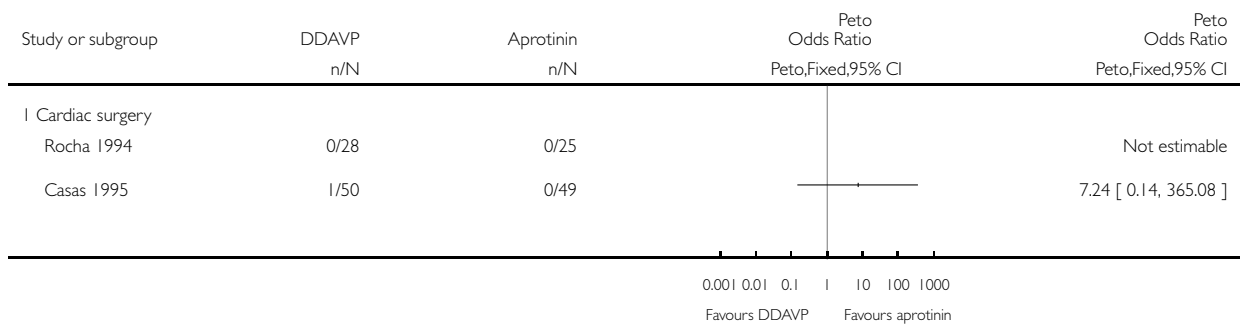 Peto Peto
Study or subgroup DDAVP Aprotinin Odds Ratio Odds Ratio
n/N n/N Peto,Fixed,95% CI Peto,Fixed,95% CI
1 Cardiac surgery
Rocha 1994 0/28 0/25 Not estimable
Casas 1995 1/50 0/49 7.24 [ 0.14, 365.08 ]
0.001 0.01 0.1 1 10 100 1000
Favours DDAVP Favours aprotinin